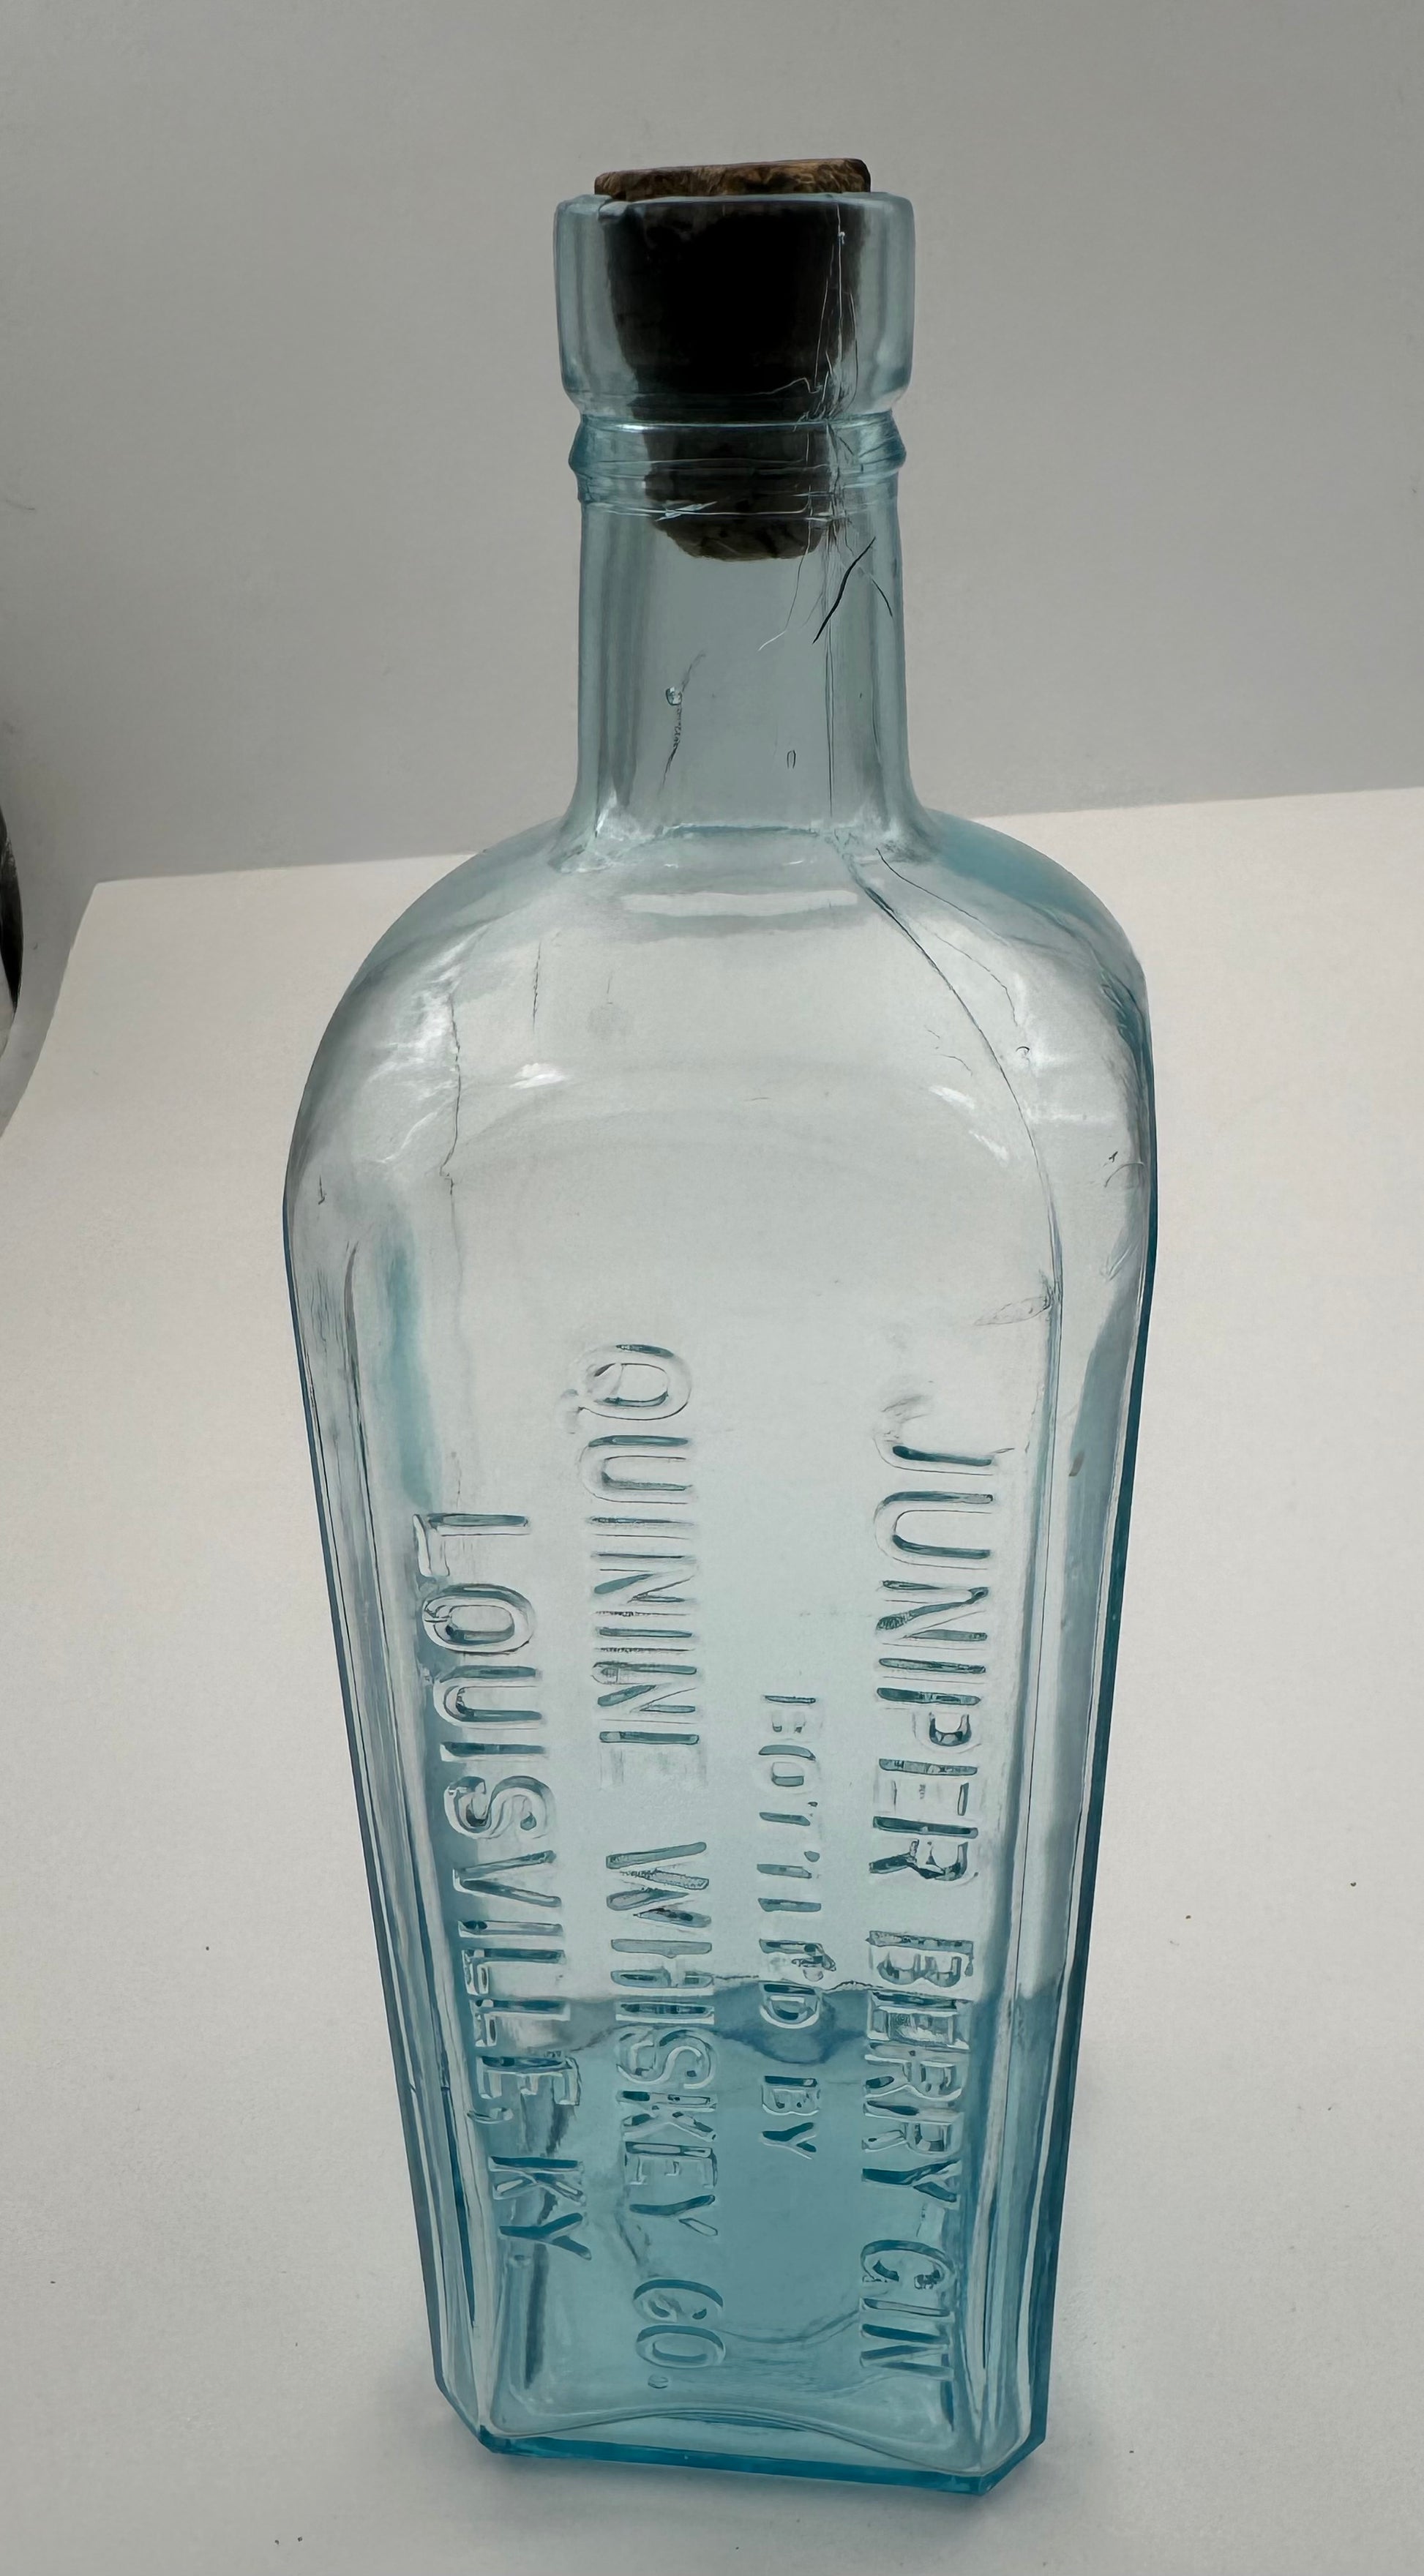 JUNIPER BERRY GIN
BOTTLED BY
QUININE WHISKEY CO.
LOUISVILLE, KY.